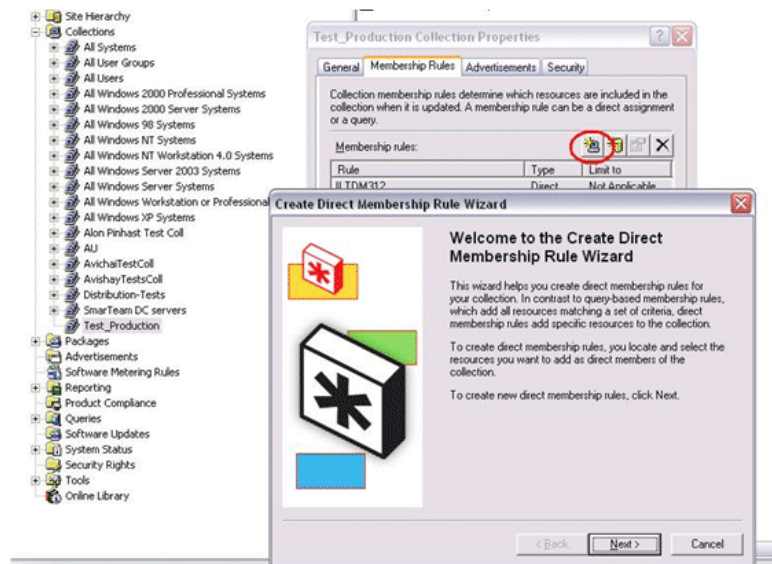 Site Hierarchy
Collections
All Systems
All User Groups
All Users
All Windows 2000 Professional Systems
All Windows 2000 Server Systems
All Windows 98 Systems
All Windows NT Systems
All Windows NT Workstation 4.0 Systems
All Windows Server 2003 Systems
All Windows Server Systems
All Windows Workstation or Professional
All Windows XP Systems
Alon Pinhast Test Coll
AU
AvichaiTestColl
AvishayTestsColl
Distribution-Tests
SmarTeam DC servers
Test_Production
Packages
Advertisements
Software Metering Rules
Reporting
Product Compliance
Queries
Software Updates
System Status
Security Rights
Tools
Online Library
Test_Production Collection Properties
General Membership Rules Advertisements Security
Collection membership rules determine which resources are included in the
collection when it is updated. A membership rule can be a direct assignment
or a query.
Membership rules:
Rule Type Limit to
ILTDM312 Direct Not Applicable
Create Direct Membership Rule Wizard
Welcome to the Create Direct
Membership Rule Wizard
This wizard helps you create direct membership rules for
your collection. In contrast to query-based membership rules,
which add all resources matching a set of criteria, direct
membership rules add specific resources to the collection.
To create direct membership rules, you locate and select the
resources you want to add as direct members of the
collection.
To create new direct membership rules, click Next.
< Back Next > Cancel